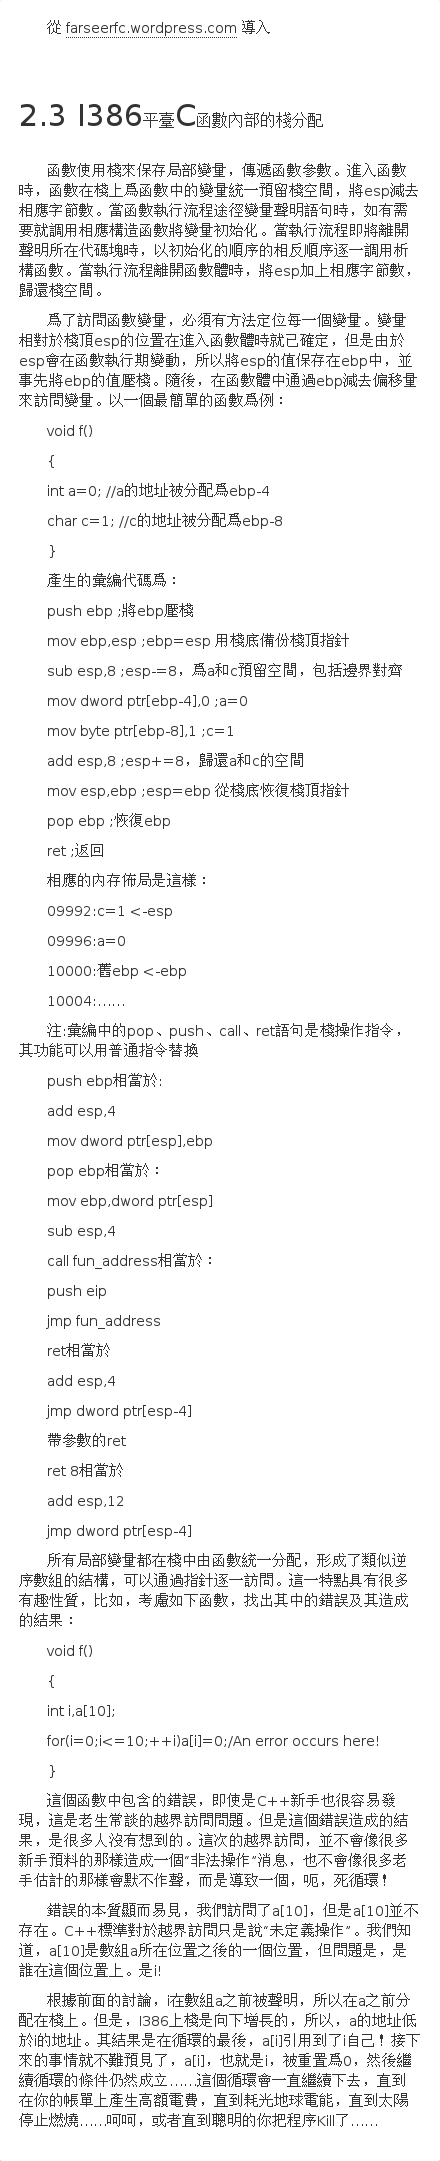 從 farseerfc.wordpress.com 導入
2.3 I386平臺C函數內部的棧分配
函數使用棧來保存局部變量，傳遞函數參數。進入函數
時，函數在棧上爲函數中的變量統一預留棧空間，將esp減去
相應字節數。當函數執行流程途徑變量聲明語句時，如有需
要就調用相應構造函數將變量初始化。當執行流程即將離開
聲明所在代碼塊時，以初始化的順序的相反順序逐一調用析
構函數。當執行流程離開函數體時，將esp加上相應字節數，
歸還棧空間。
爲了訪問函數變量，必須有方法定位每一個變量。變量
相對於棧頂esp的位置在進入函數體時就已確定，但是由於
esp會在函數執行期變動，所以將esp的值保存在ebp中，並
事先將ebp的值壓棧。隨後，在函數體中通過ebp減去偏移量
來訪問變量。以一個最簡單的函數爲例：
void f()
{
int a=0; //a的地址被分配爲ebp-4
char c=1; //c的地址被分配爲ebp-8
}
產生的彙編代碼爲：
push ebp ;將ebp壓棧
mov ebp,esp ;ebp=esp 用棧底備份棧頂指針
sub esp,8 ;esp-=8，爲a和c預留空間，包括邊界對齊
mov dword ptr[ebp-4],0 ;a=0
mov byte ptr[ebp-8],1 ;c=1
add esp,8 ;esp+=8，歸還a和c的空間
mov esp,ebp ;esp=ebp 從棧底恢復棧頂指針
pop ebp ;恢復ebp
ret ;返回
相應的內存佈局是這樣：
09992:c=1 <-esp
09996:a=0
10000:舊ebp <-ebp
10004:……
注:彙編中的pop、push、call、ret語句是棧操作指令，
其功能可以用普通指令替換
push ebp相當於:
add esp,4
mov dword ptr[esp],ebp
pop ebp相當於：
mov ebp,dword ptr[esp]
sub esp,4
call fun_address相當於：
push eip
jmp fun_address
ret相當於
add esp,4
jmp dword ptr[esp-4]
帶參數的ret
ret 8相當於
add esp,12
jmp dword ptr[esp-4]
所有局部變量都在棧中由函數統一分配，形成了類似逆
序數組的結構，可以通過指針逐一訪問。這一特點具有很多
有趣性質，比如，考慮如下函數，找出其中的錯誤及其造成
的結果：
void f()
{
int i,a[10];
for(i=0;i<=10;++i)a[i]=0;/An error occurs here!
}
這個函數中包含的錯誤，即使是C++新手也很容易發
現，這是老生常談的越界訪問問題。但是這個錯誤造成的結
果，是很多人沒有想到的。這次的越界訪問，並不會像很多
新手預料的那樣造成一個“非法操作”消息，也不會像很多老
手估計的那樣會默不作聲，而是導致一個，呃，死循環！
錯誤的本質顯而易見，我們訪問了a[10]，但是a[10]並不
存在。C++標準對於越界訪問只是說“未定義操作”。我們知
道，a[10]是數組a所在位置之後的一個位置，但問題是，是
誰在這個位置上。是i!
根據前面的討論，i在數組a之前被聲明，所以在a之前分
配在棧上。但是，I386上棧是向下增長的，所以，a的地址低
於i的地址。其結果是在循環的最後，a[i]引用到了i自己！接下
來的事情就不難預見了，a[i]，也就是i，被重置爲0，然後繼
續循環的條件仍然成立……這個循環會一直繼續下去，直到
在你的帳單上產生高額電費，直到耗光地球電能，直到太陽
停止燃燒……呵呵，或者直到聰明的你把程序Kill了……